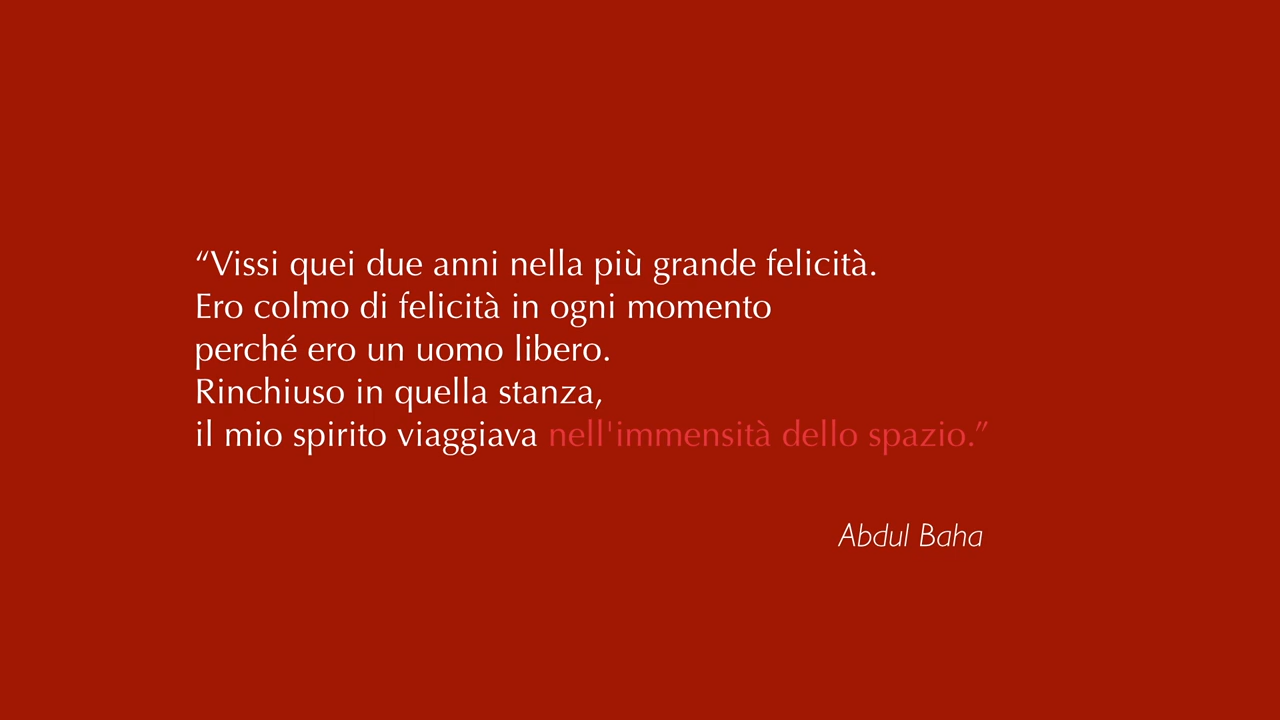 “Vissi quei due anni nella più grande felicità.
Ero colmo di felicità in ogni momento
perché ero un uomo libero.
Rinchiuso in quella stanza,
il mio spirito viaggiava nell'immensità dello spazio.”
Abdul Baha